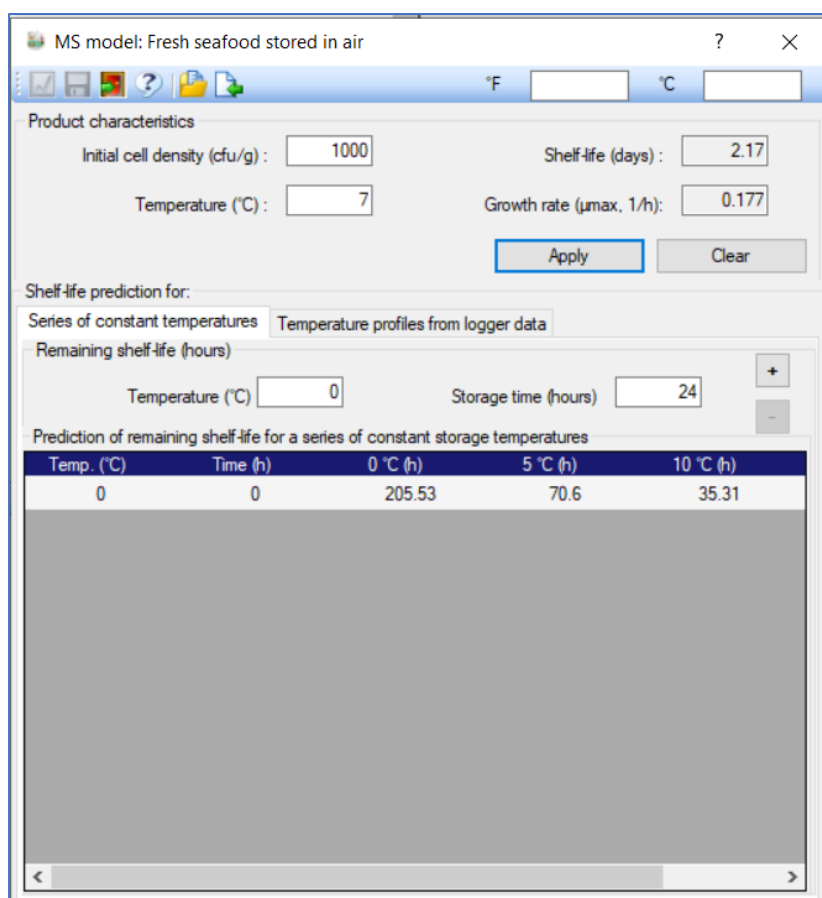 MS model: Fresh seafood stored in air ? ×
°F °C
Product characteristics
Initial cell density (cfu/g) : 1000 Shelf-life (days) : 2.17
Temperature (°C) : 7 Growth rate (µmax, 1/h): 0.177
Apply Clear
Shelf-life prediction for:
Series of constant temperatures Temperature profiles from logger data
Remaining shelf-life (hours)
+
Temperature (°C) 0 Storage time (hours) 24
-
Prediction of remaining shelf-life for a series of constant storage temperatures
Temp. (°C) Time (h) 0 °C (h) 5 °C (h) 10 °C (h)
0 0 205.53 70.6 35.31